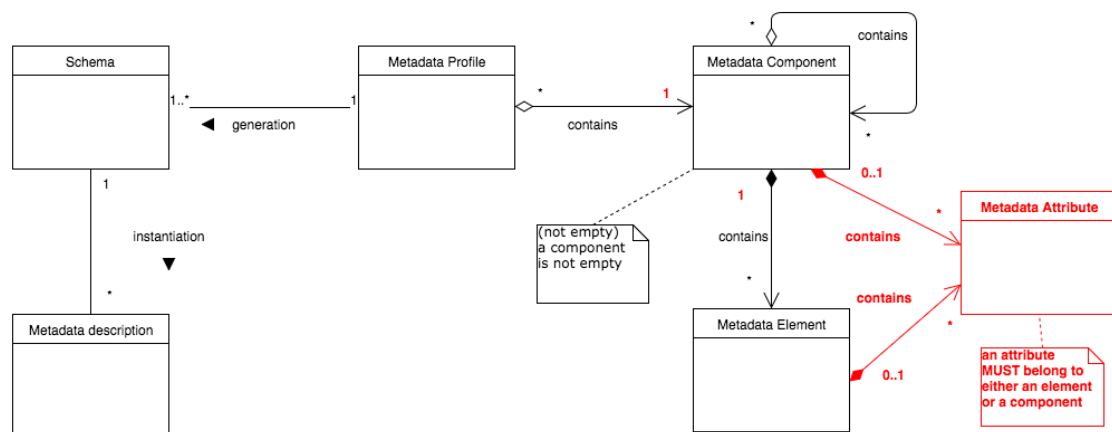 *
contains
Schema
Metadata Profile
Metadata Component
1..*
1
*
1
generation
contains
*
1
0..1
1
(not empty)
a component
is not empty
Metadata Attribute
*
instantiation
contains
contains
contains
*
*
*
Metadata description
Metadata Element
an attribute
MUST belong to
either an element
or a component
0..1